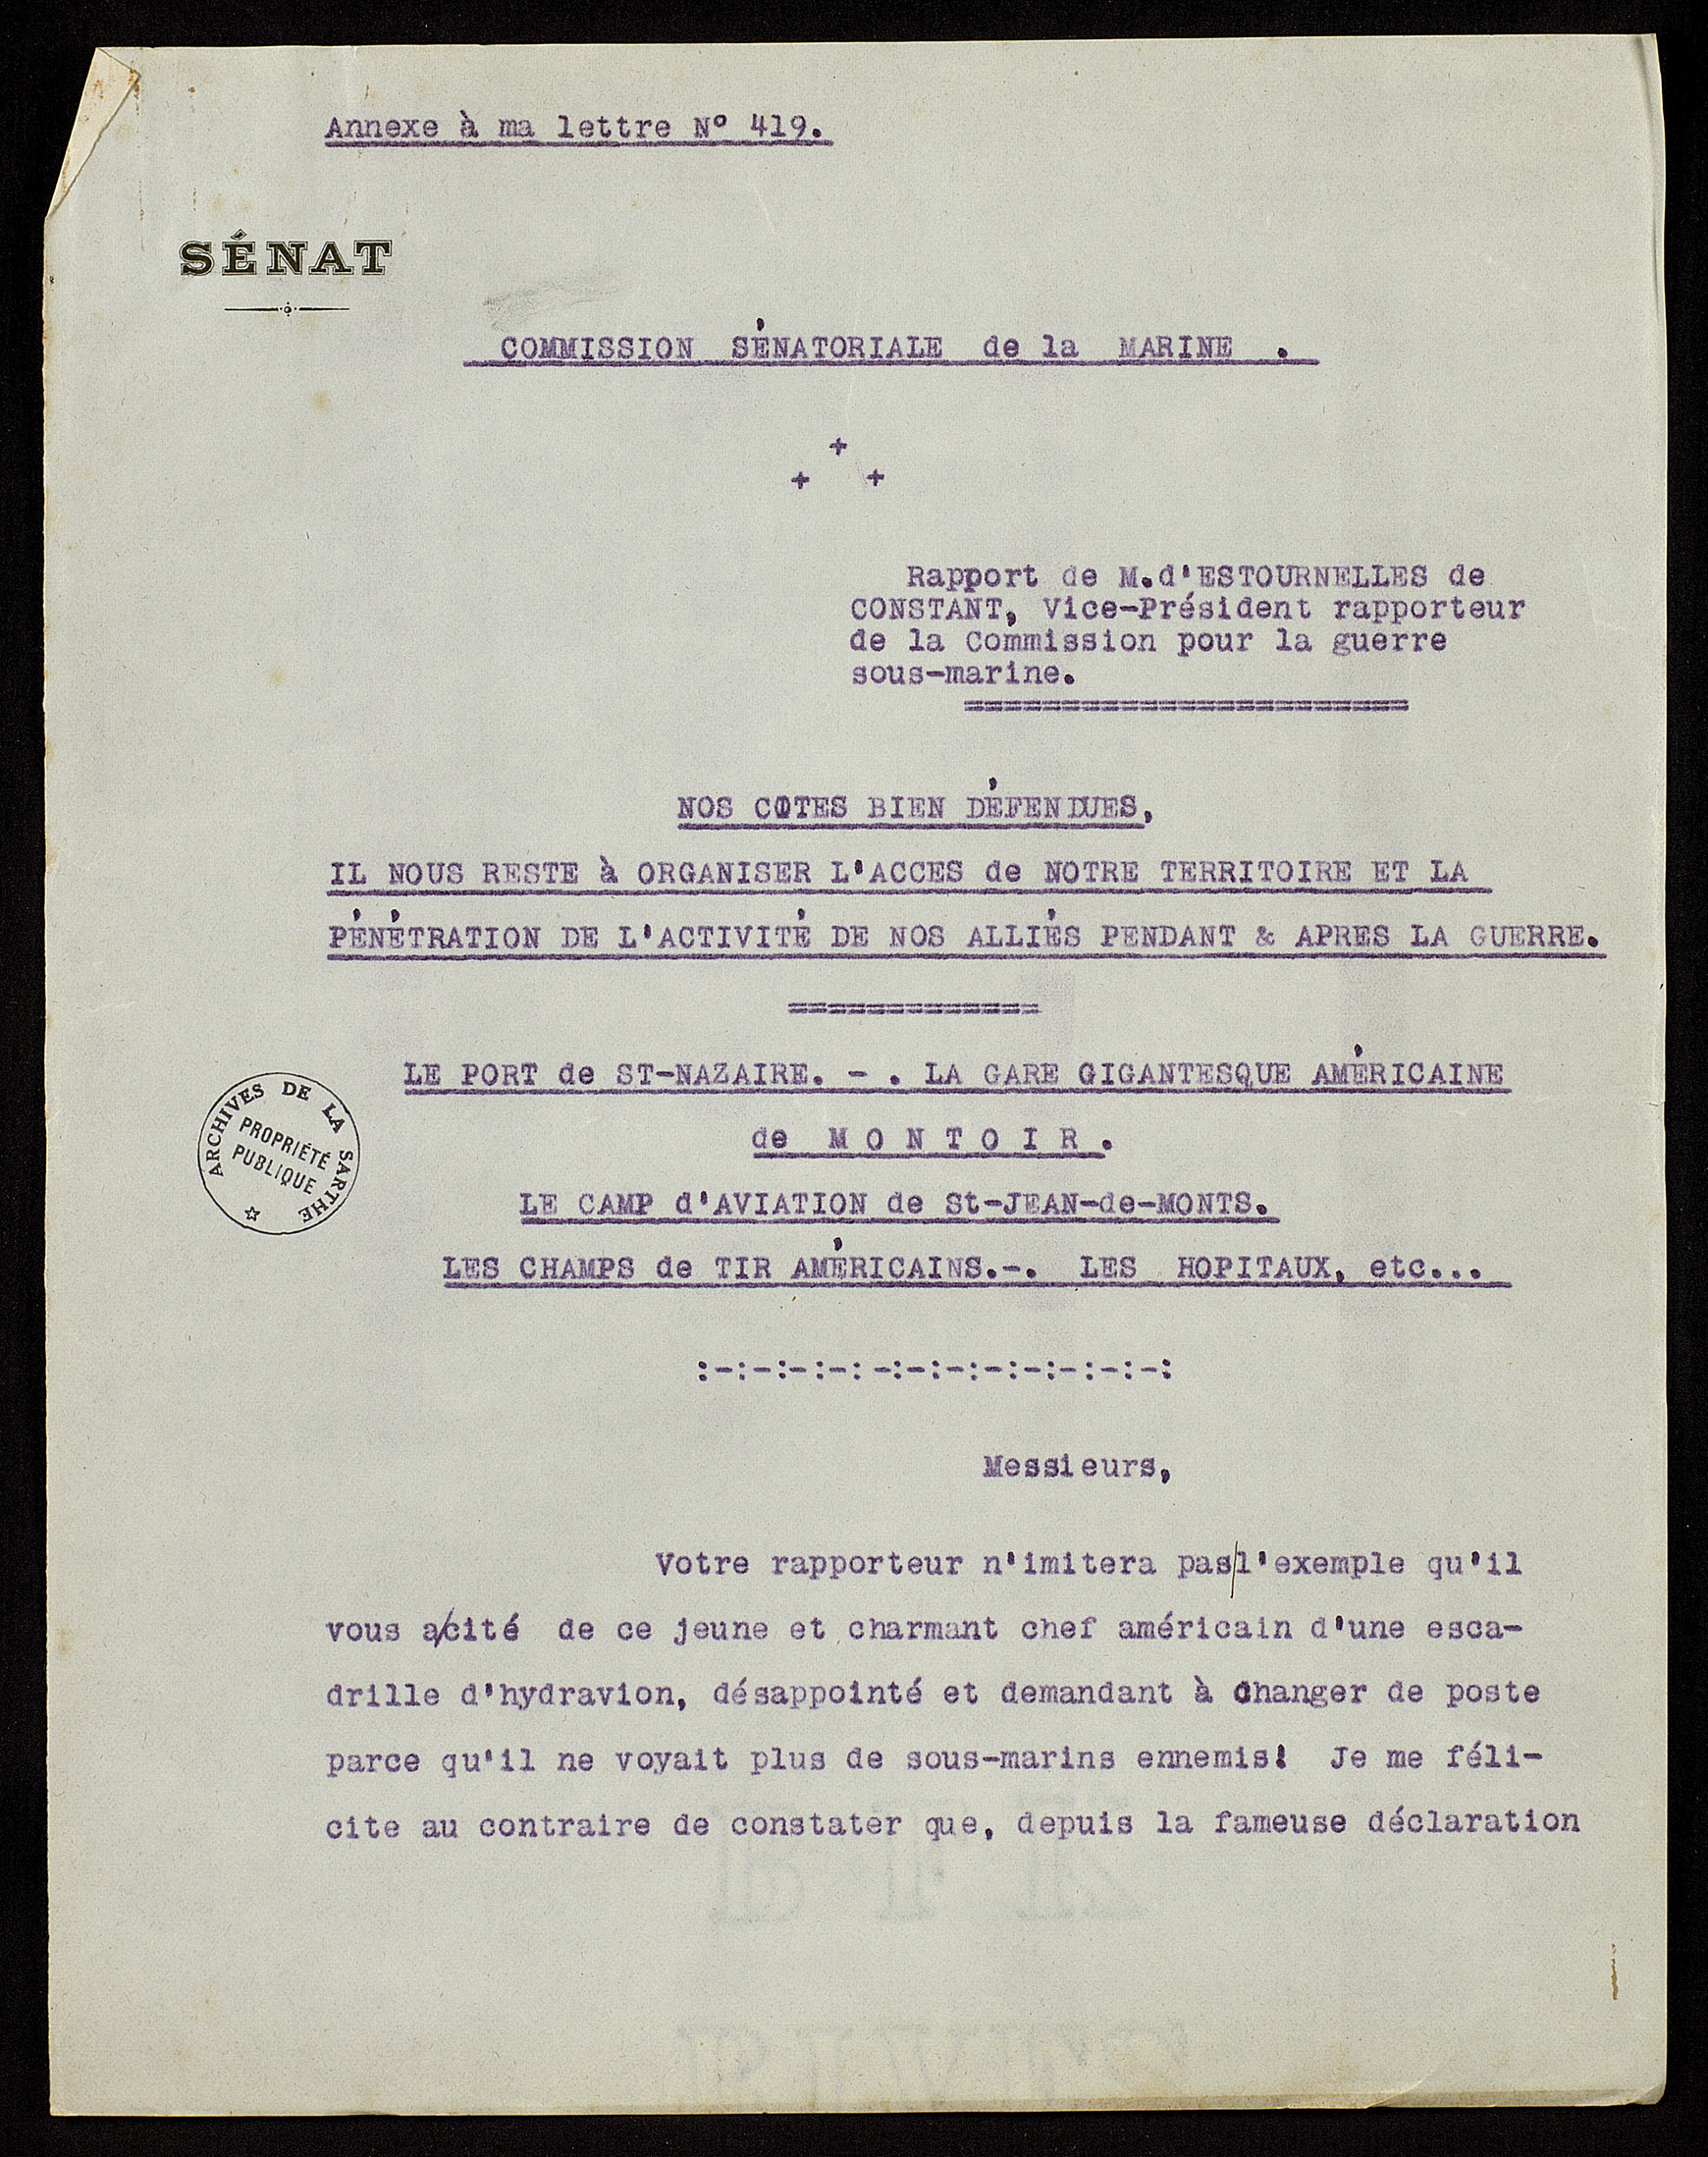 Annexe à ma lettre N° 419.
SÉNAT
COMMISSION SÉNATORIALE de la MARINE .
+
+ +
Rapport de M.d'ESTOURNELLES de
CONSTANT, Vice-Président rapporteur
de la Commission pour la guerre
sous-marine.
=======================
NOS COTES BIEN DÉFENDUES,
IL NOUS RESTE à ORGANISER L'ACCES de NOTRE TERRITOIRE ET LA
PÉNÉTRATION DE L'ACTIVITÉ DE NOS ALLIÉS PENDANT & APRES LA GUERRE.
=============
LE PORT de ST-NAZAIRE. - . LA GARE GIGANTESQUE AMÉRICAINE
de M O N T O I R .
ARCHIVES DE LA SARTHE
PROPRIÉTÉ
PUBLIQUE
LE CAMP d'AVIATION de St-JEAN-de-MONTS.
LES CHAMPS de TIR AMÉRICAINS.-. LES HOPITAUX, etc...
:-:-:-:-:-:-:-:-:-:-:-:-:
Messieurs,
Votre rapporteur n'imitera pas/l'exemple qu'il
vous a/cité de ce jeune et charmant chef américain d'une esca-
drille d'hydravion, désappointé et demandant à changer de poste
parce qu'il ne voyait plus de sous-marins ennemis! Je me féli-
cite au contraire de constater que, depuis la fameuse déclaration